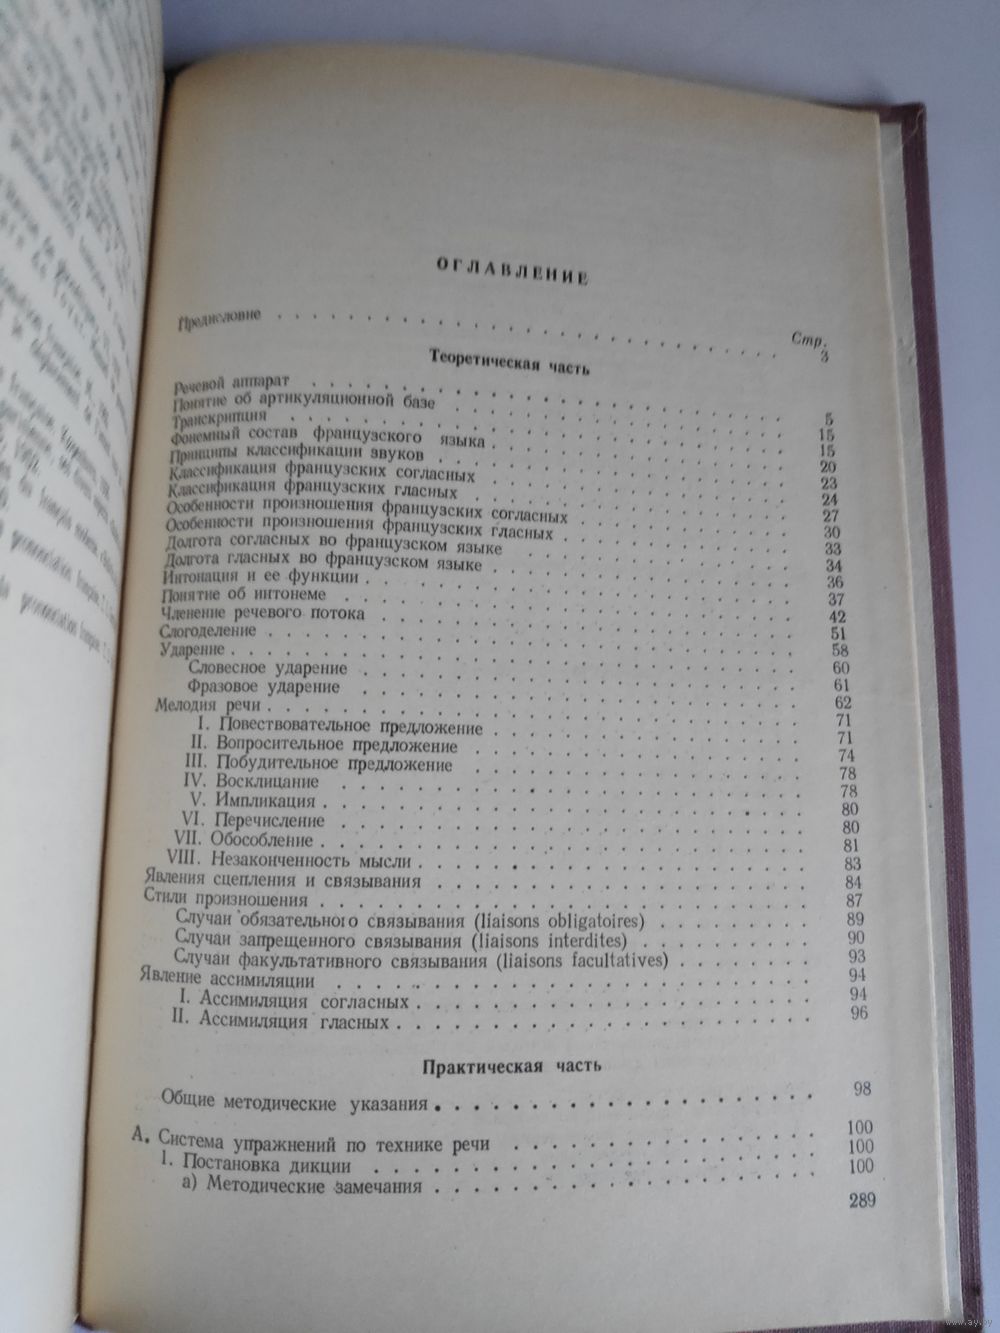 ОГЛАВЛЕНИЕ
Стр.
Предисловие . . . . . . . . . . 3
Теоретическая часть
Речевой аппарат . . . . . . . . . . 5
Понятие об артикуляционной базе . . . . . . . . . . 15
Транскрипция . . . . . . . . . . 15
Фонемный состав французского языка . . . . . . . . . . 20
Принципы классификации звуков . . . . . . . . . . 23
Классификация французских согласных . . . . . . . . . . 24
Классификация французских гласных . . . . . . . . . . 27
Особенности произношения французских согласных . . . . . . . . . . 30
Особенности произношения французских гласных . . . . . . . . . . 33
Долгота согласных во французском языке . . . . . . . . . . 34
Долгота гласных во французском языке . . . . . . . . . . 36
Интонация и ее функции . . . . . . . . . . 37
Понятие об интонеме . . . . . . . . . . 42
Членение речевого потока . . . . . . . . . . 51
Слогоделение . . . . . . . . . . 58
Ударение . . . . . . . . . . 60
Словесное ударение . . . . . . . . . . 61
Фразовое ударение . . . . . . . . . . 62
Мелодия речи . . . . . . . . . . 71
I. Повествовательное предложение . . . . . . . . . . 71
II. Вопросительное предложение . . . . . . . . . . 74
III. Побудительное предложение . . . . . . . . . . 78
IV. Восклицание . . . . . . . . . . 78
V. Импликация . . . . . . . . . . 80
VI. Перечисление . . . . . . . . . . 80
VII. Обособление . . . . . . . . . . 81
VIII. Незаконченность мысли . . . . . . . . . . 83
Явления сцепления и связывания . . . . . . . . . . 84
Стили произношения . . . . . . . . . . 87
Случаи обязательного связывания (liaisons obligatoires) . . . . . . . . 89
Случаи запрещенного связывания (liaisons interdites) . . . . . . . . . 90
Случаи факультативного связывания (liaisons facultatives) . . . . . . . 93
Явление ассимиляции . . . . . . . . . . 94
I. Ассимиляция согласных . . . . . . . . . . 94
II. Ассимиляция гласных . . . . . . . . . . 96
Практическая часть
Общие методические указания . . . . . . . . . . 98
А. Система упражнений по технике речи . . . . . . . . . . 100
1. Постановка дикции . . . . . . . . . . 100
а) Методические замечания . . . . . . . . . . 100
289
www.ay.by